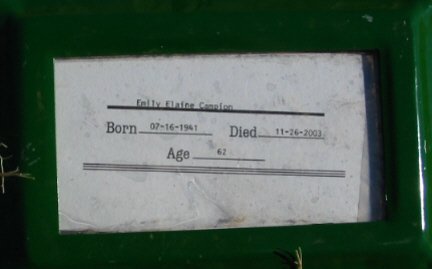 Emily Elaine Campion
Born 07-16-1941 Died 11-26-2003
Age 62